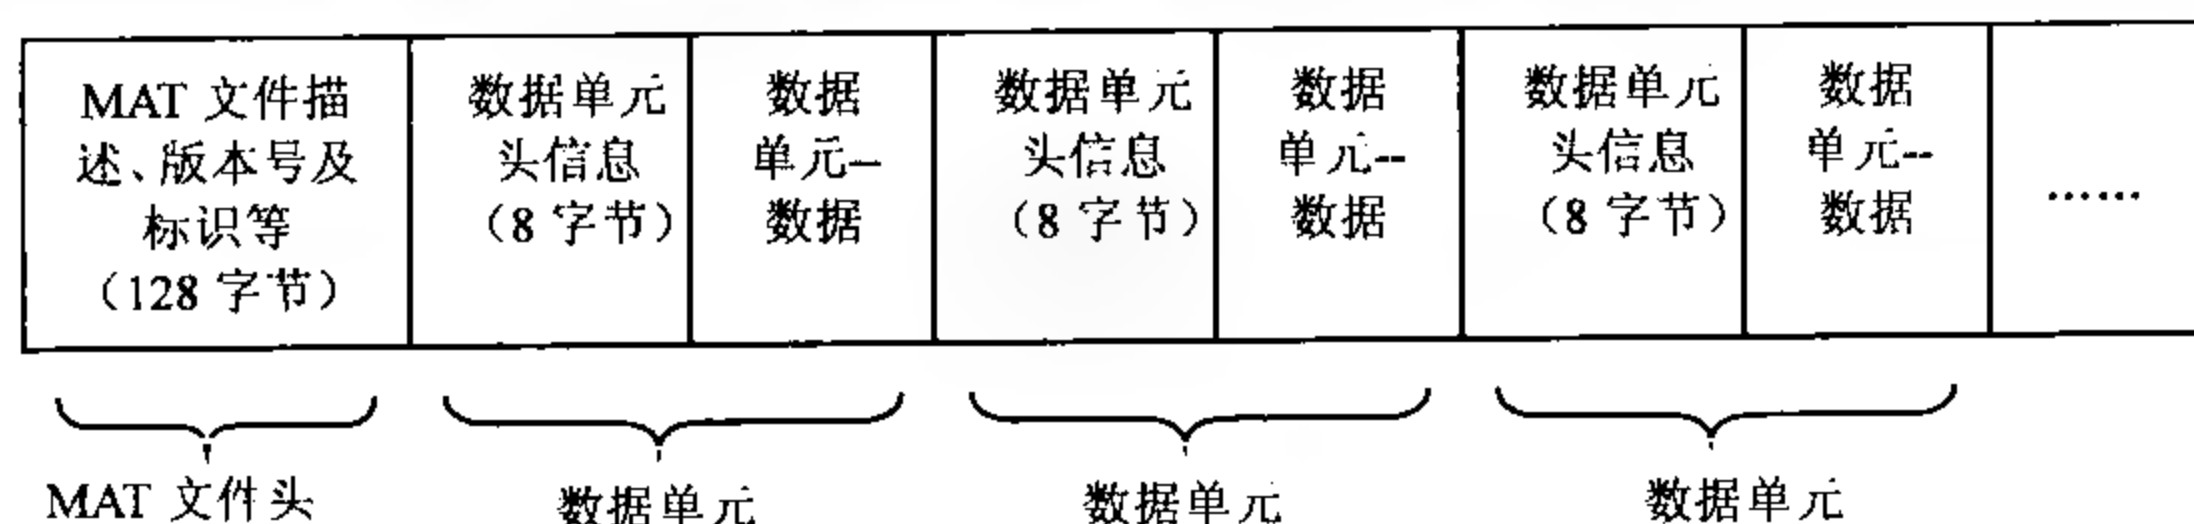 MAT 文件描
述、版本号及
标识等
（128 字节）
数据单元
头信息
（8 字节）
数据
单元--
数据
数据单元
头信息
（8 字节）
数据
单元--
数据
数据单元
头信息
（8 字节）
数据
单元--
数据
……
MAT 文件头
数据单元
数据单元
数据单元